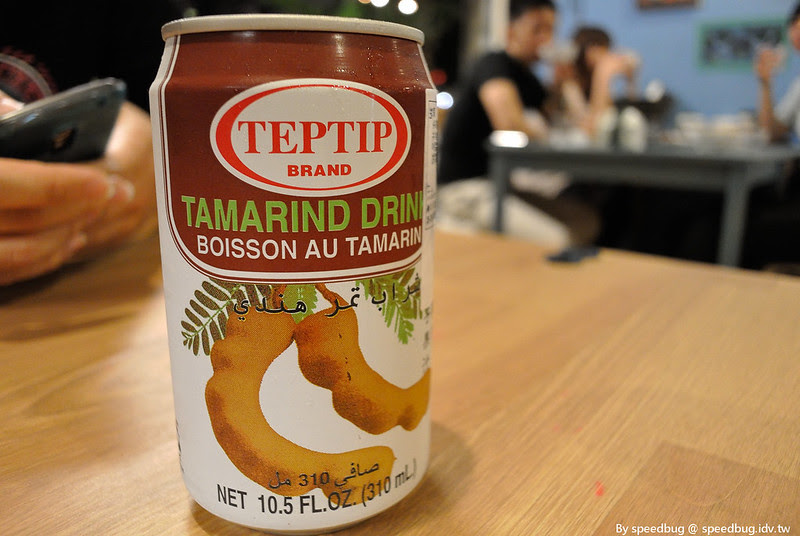 TEPTIP
BRAND
TAMARIND DRINK
BOISSON AU TAMARIN
شراب تمر هندي
صافي 310 مل
NET 10.5 FL.OZ. (310 mL)
By speedbug @ speedbug.idv.tw